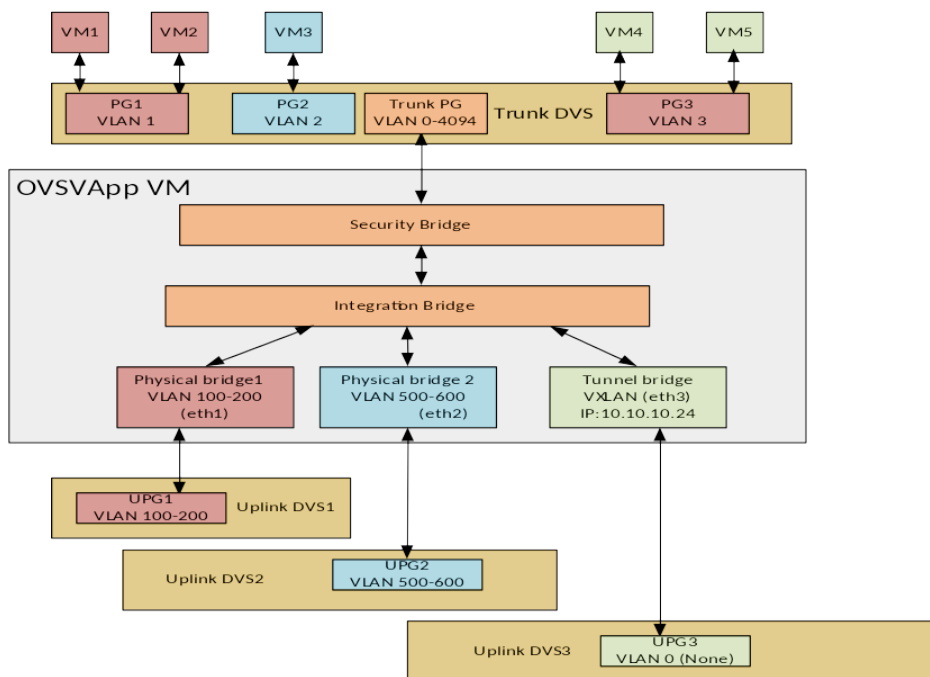 VM1
VM2
VM3
VM4
VM5
PG1
VLAN 1
PG2
VLAN 2
Trunk PG
VLAN 0-4094
Trunk DVS
PG3
VLAN 3
OVSVApp VM
Security Bridge
Integration Bridge
Physical bridge1
VLAN 100-200
(eth1)
Physical bridge 2
VLAN 500-600
(eth2)
Tunnel bridge
VXLAN (eth3)
IP:10.10.10.24
UPG1
VLAN 100-200
Uplink DVS1
Uplink DVS2
UPG2
VLAN 500-600
Uplink DVS3
UPG3
VLAN 0 (None)